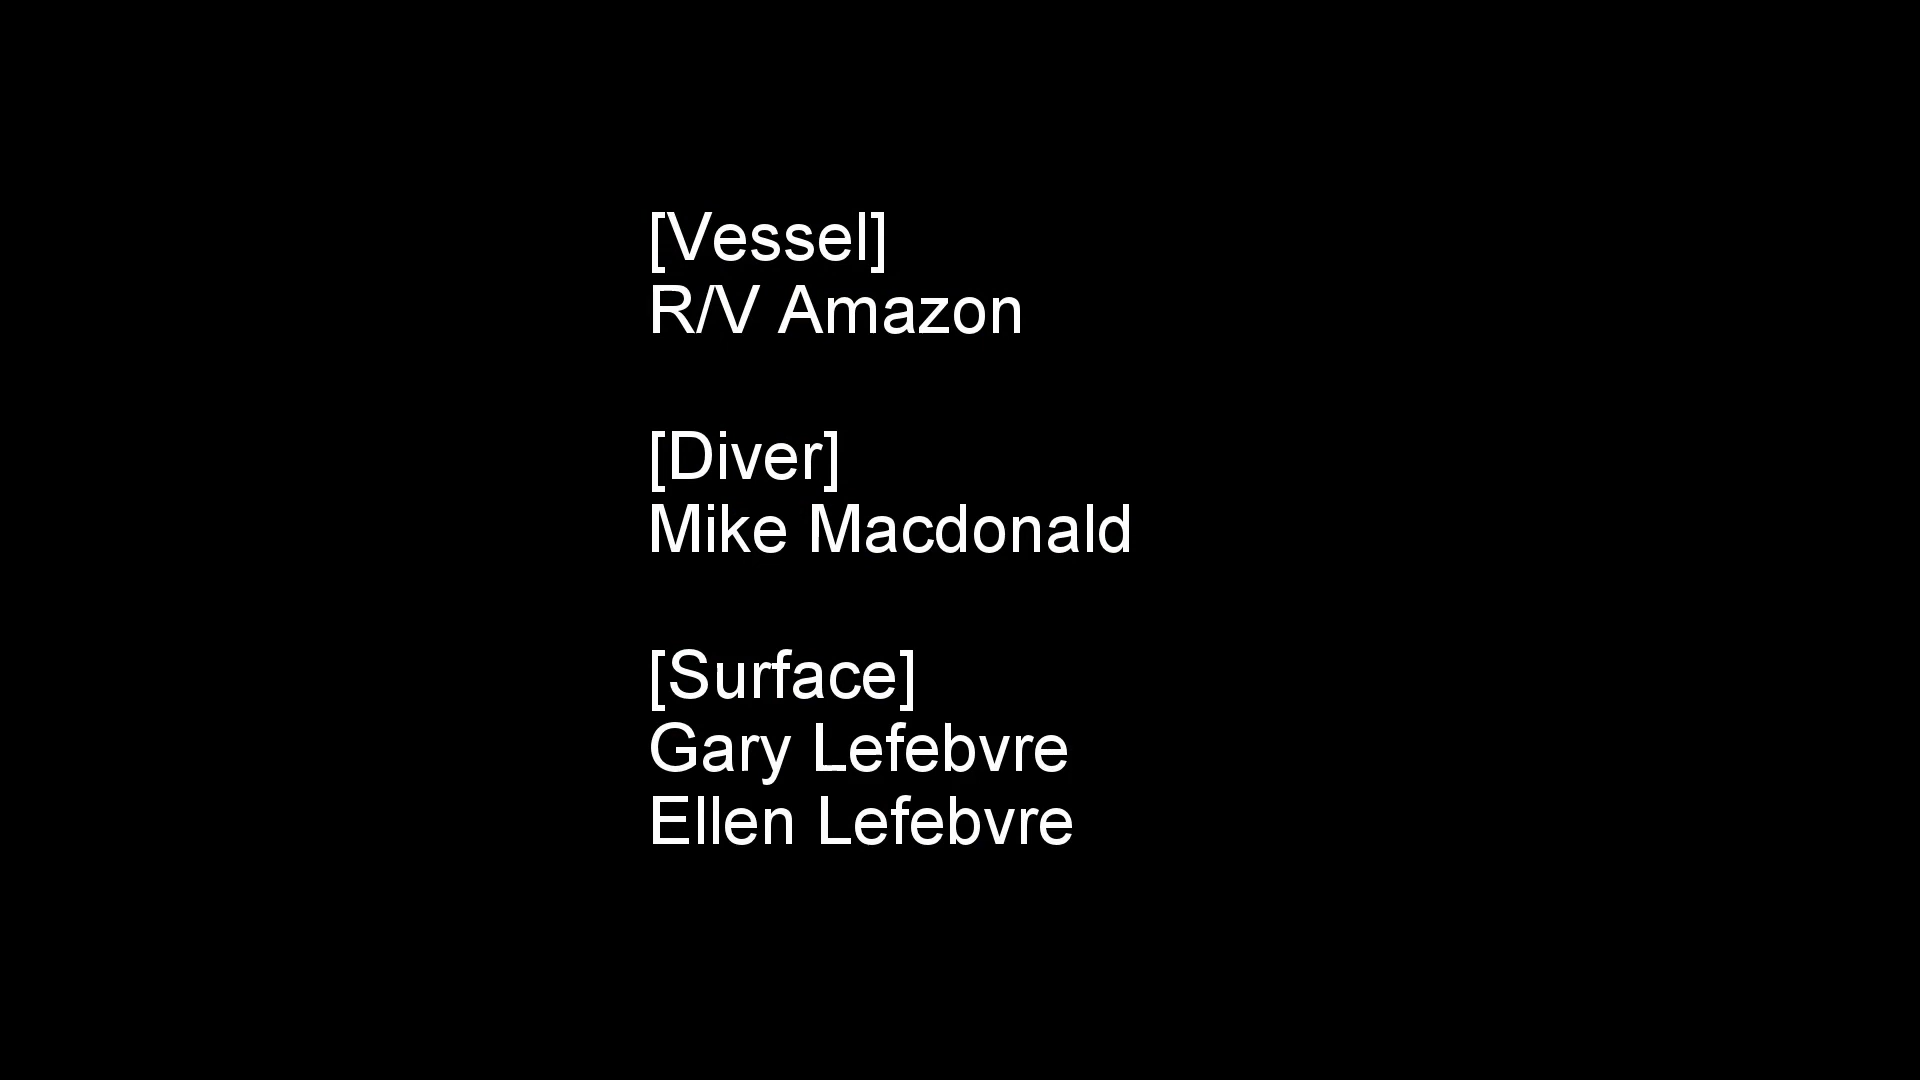 [Vessel]
R/V Amazon
[Diver]
Mike Macdonald
[Surface]
Gary Lefebvre
Ellen Lefebvre